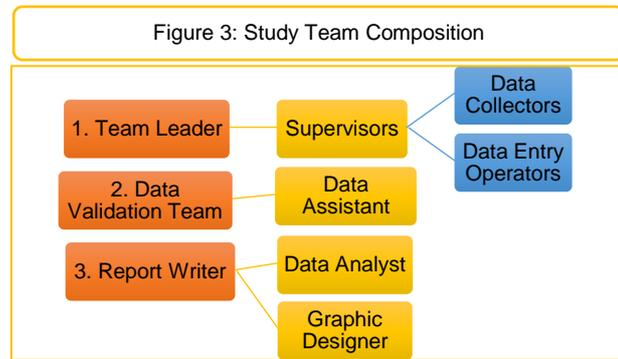 Figure 3: Study Team Composition
1. Team Leader
Supervisors
Data
Collectors
Data Entry
Operators
2. Data
Validation Team
Data
Assistant
3. Report Writer
Data Analyst
Graphic
Designer